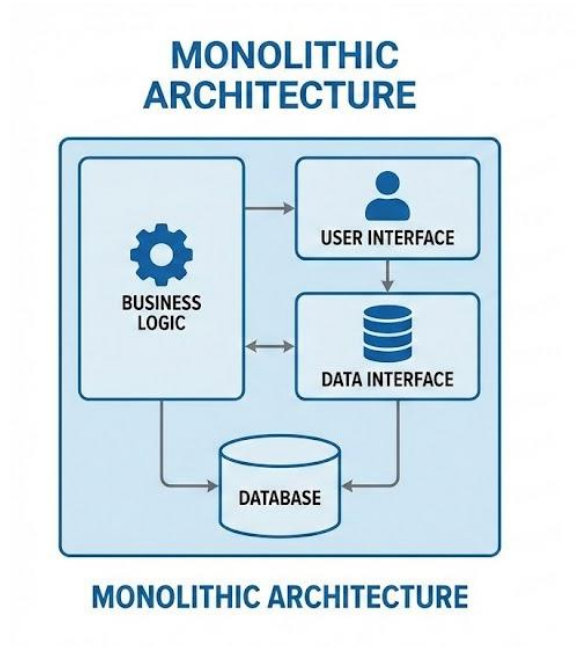 MONOLITHIC
ARCHITECTURE
BUSINESS
LOGIC
USER INTERFACE
DATA INTERFACE
DATABASE
MONOLITHIC ARCHITECTURE